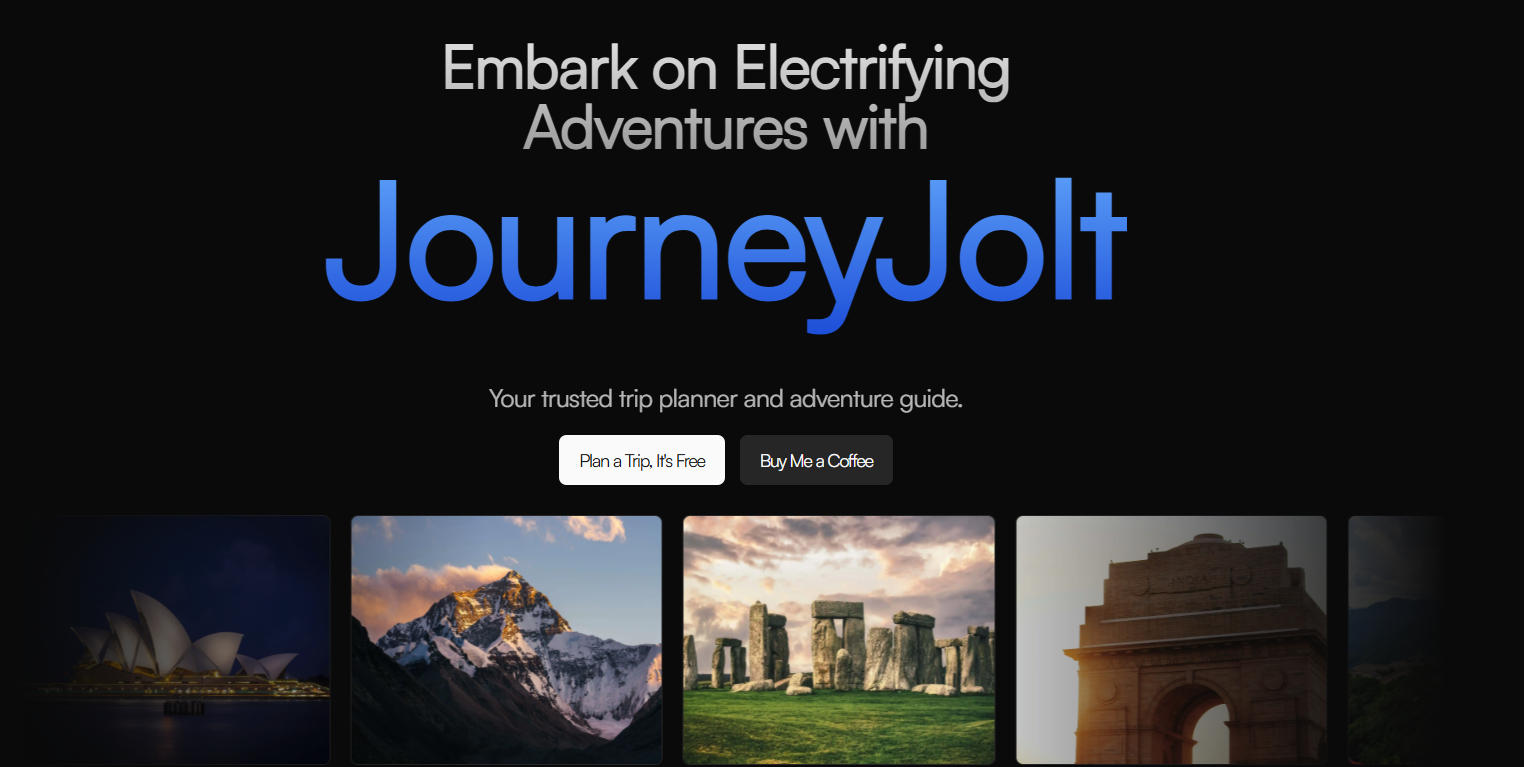 Embark on Electrifying
Adventures with
JourneyJolt
Your trusted trip planner and adventure guide.
Plan a Trip, It's Free
Buy Me a Coffee
INDIA